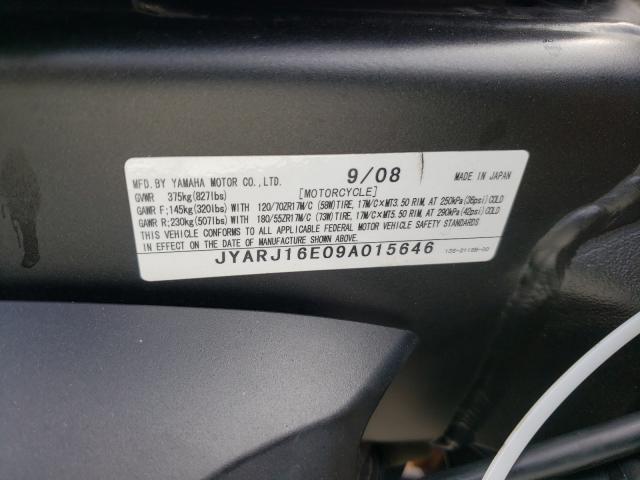 MFD.BY YAMAHA MOTOR CO.,LTD. 9/08 MADE IN JAPAN
GVWR 375kg(827lbs) [MOTORCYCLE]
GAWR F;145kg(320lbs)WITH 120/70ZR17M/C (58W)TIRE, 17M/C×MT3.50 RIM, AT 250kPa(36psi)COLD
GAWR R;230kg(507lbs)WITH 180/55ZR17M/C (73W)TIRE, 17M/C×MT5.50 RIM, AT 290kPa(42psi)COLD
THIS VEHICLE CONFORMS TO ALL APPLICABLE FEDERAL MOTOR VEHICLE SAFETY STANDARDS
IN EFFECT ON THE DATE OF MANUFACTURE SHOWN ABOVE.
JYARJ16E09A015646